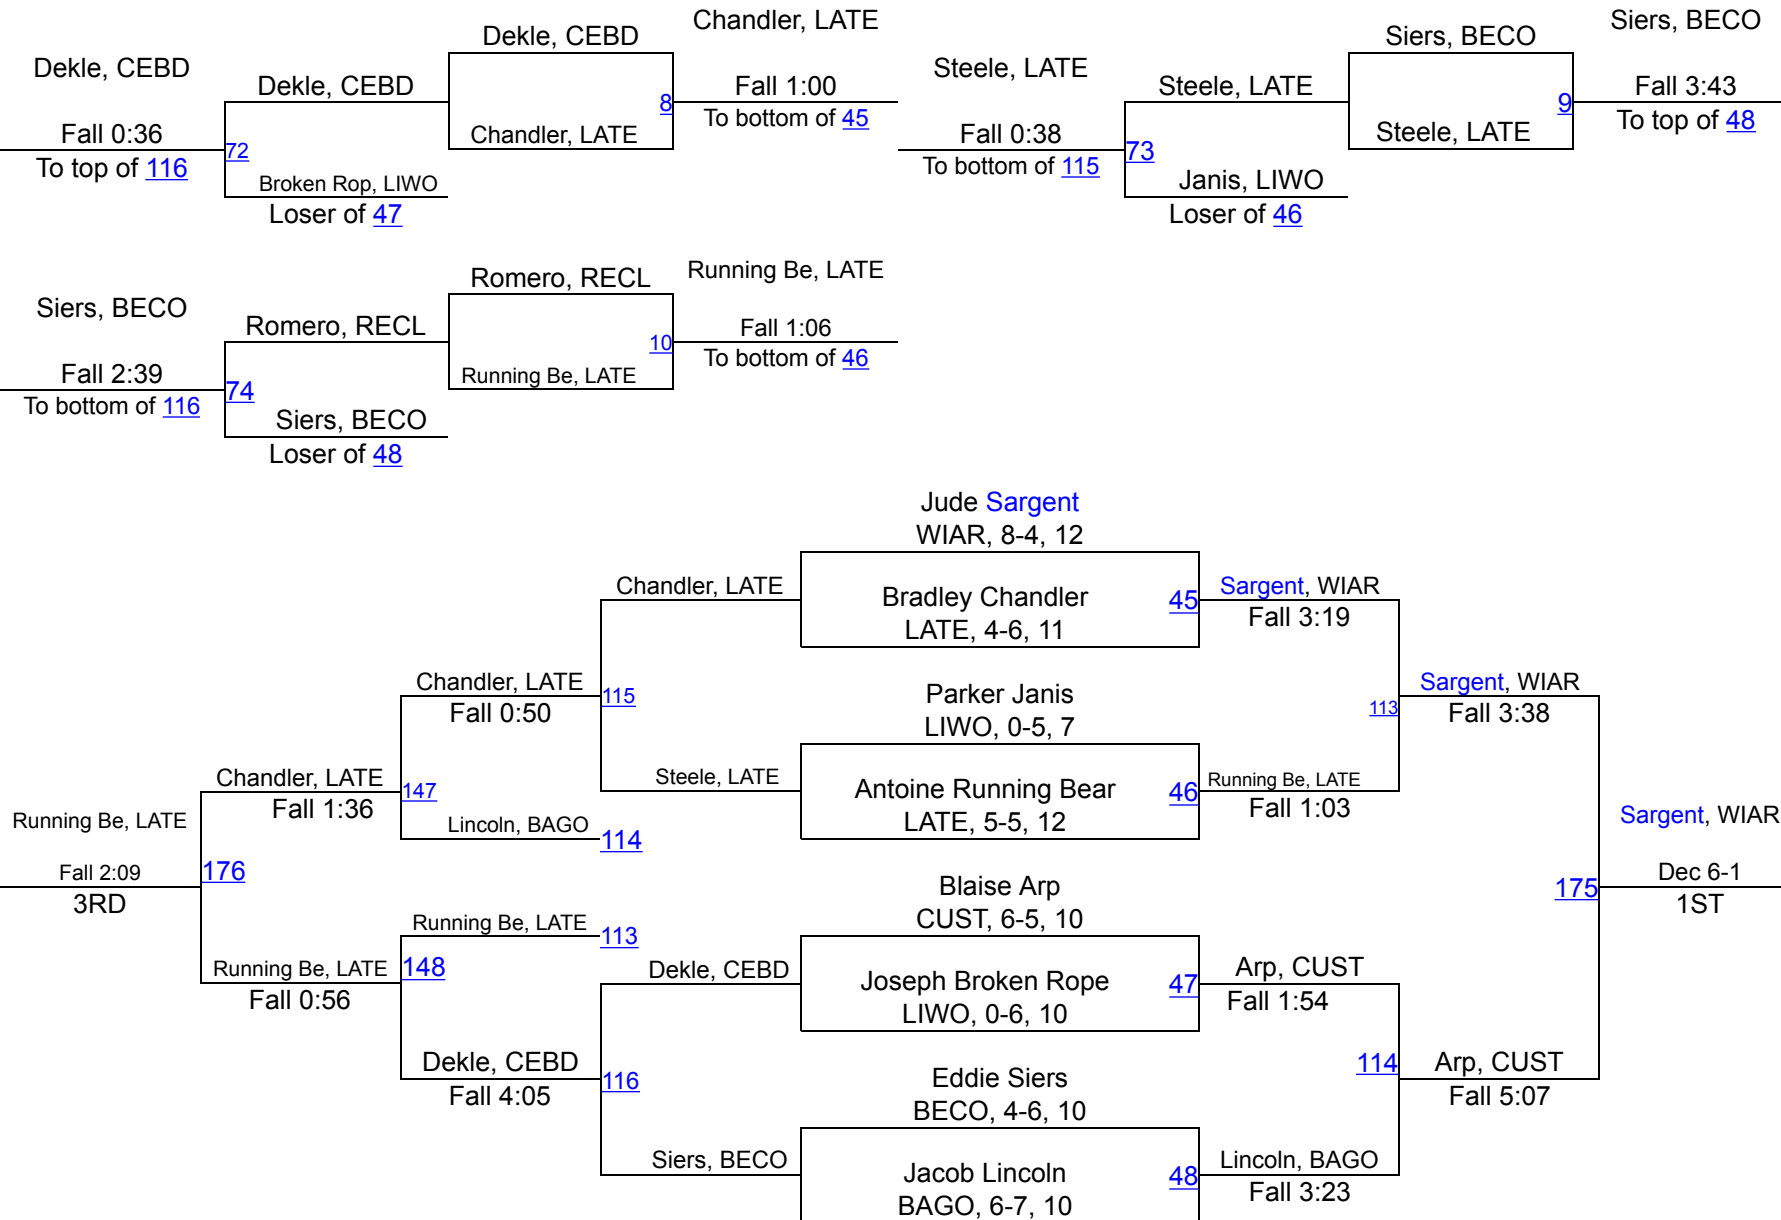 Dekle, CEBD
Fall 0:36
To top of 116
Dekle, CEBD
72
Broken Rop, LIWO
Loser of 47
Dekle, CEBD
Chandler, LATE
8
Chandler, LATE
Fall 1:00
To bottom of 45
Steele, LATE
Fall 0:38
To bottom of 115
Steele, LATE
73
Janis, LIWO
Loser of 46
Siers, BECO
Steele, LATE
9
Siers, BECO
Fall 3:43
To top of 48
Siers, BECO
Fall 2:39
To bottom of 116
Romero, RECL
74
Siers, BECO
Loser of 48
Romero, RECL
Running Be, LATE
10
Running Be, LATE
Fall 1:06
To bottom of 46
Jude Sargent
WIAR, 8-4, 12
Chandler, LATE
Bradley Chandler
LATE, 4-6, 11
45
Sargent, WIAR
Fall 3:19
Chandler, LATE
Fall 0:50
115
Parker Janis
LIWO, 0-5, 7
113
Sargent, WIAR
Fall 3:38
Steele, LATE
Antoine Running Bear
LATE, 5-5, 12
46
Running Be, LATE
Fall 1:03
Chandler, LATE
Fall 1:36
147
Lincoln, BAGO
114
Running Be, LATE
Fall 2:09
3RD
176
Sargent, WIAR
Dec 6-1
1ST
175
Blaise Arp
CUST, 6-5, 10
Running Be, LATE
113
Running Be, LATE
Fall 0:56
148
Dekle, CEBD
Joseph Broken Rope
LIWO, 0-6, 10
47
Arp, CUST
Fall 1:54
Dekle, CEBD
Fall 4:05
116
Eddie Siers
BECO, 4-6, 10
114
Arp, CUST
Fall 5:07
Siers, BECO
Jacob Lincoln
BAGO, 6-7, 10
48
Lincoln, BAGO
Fall 3:23